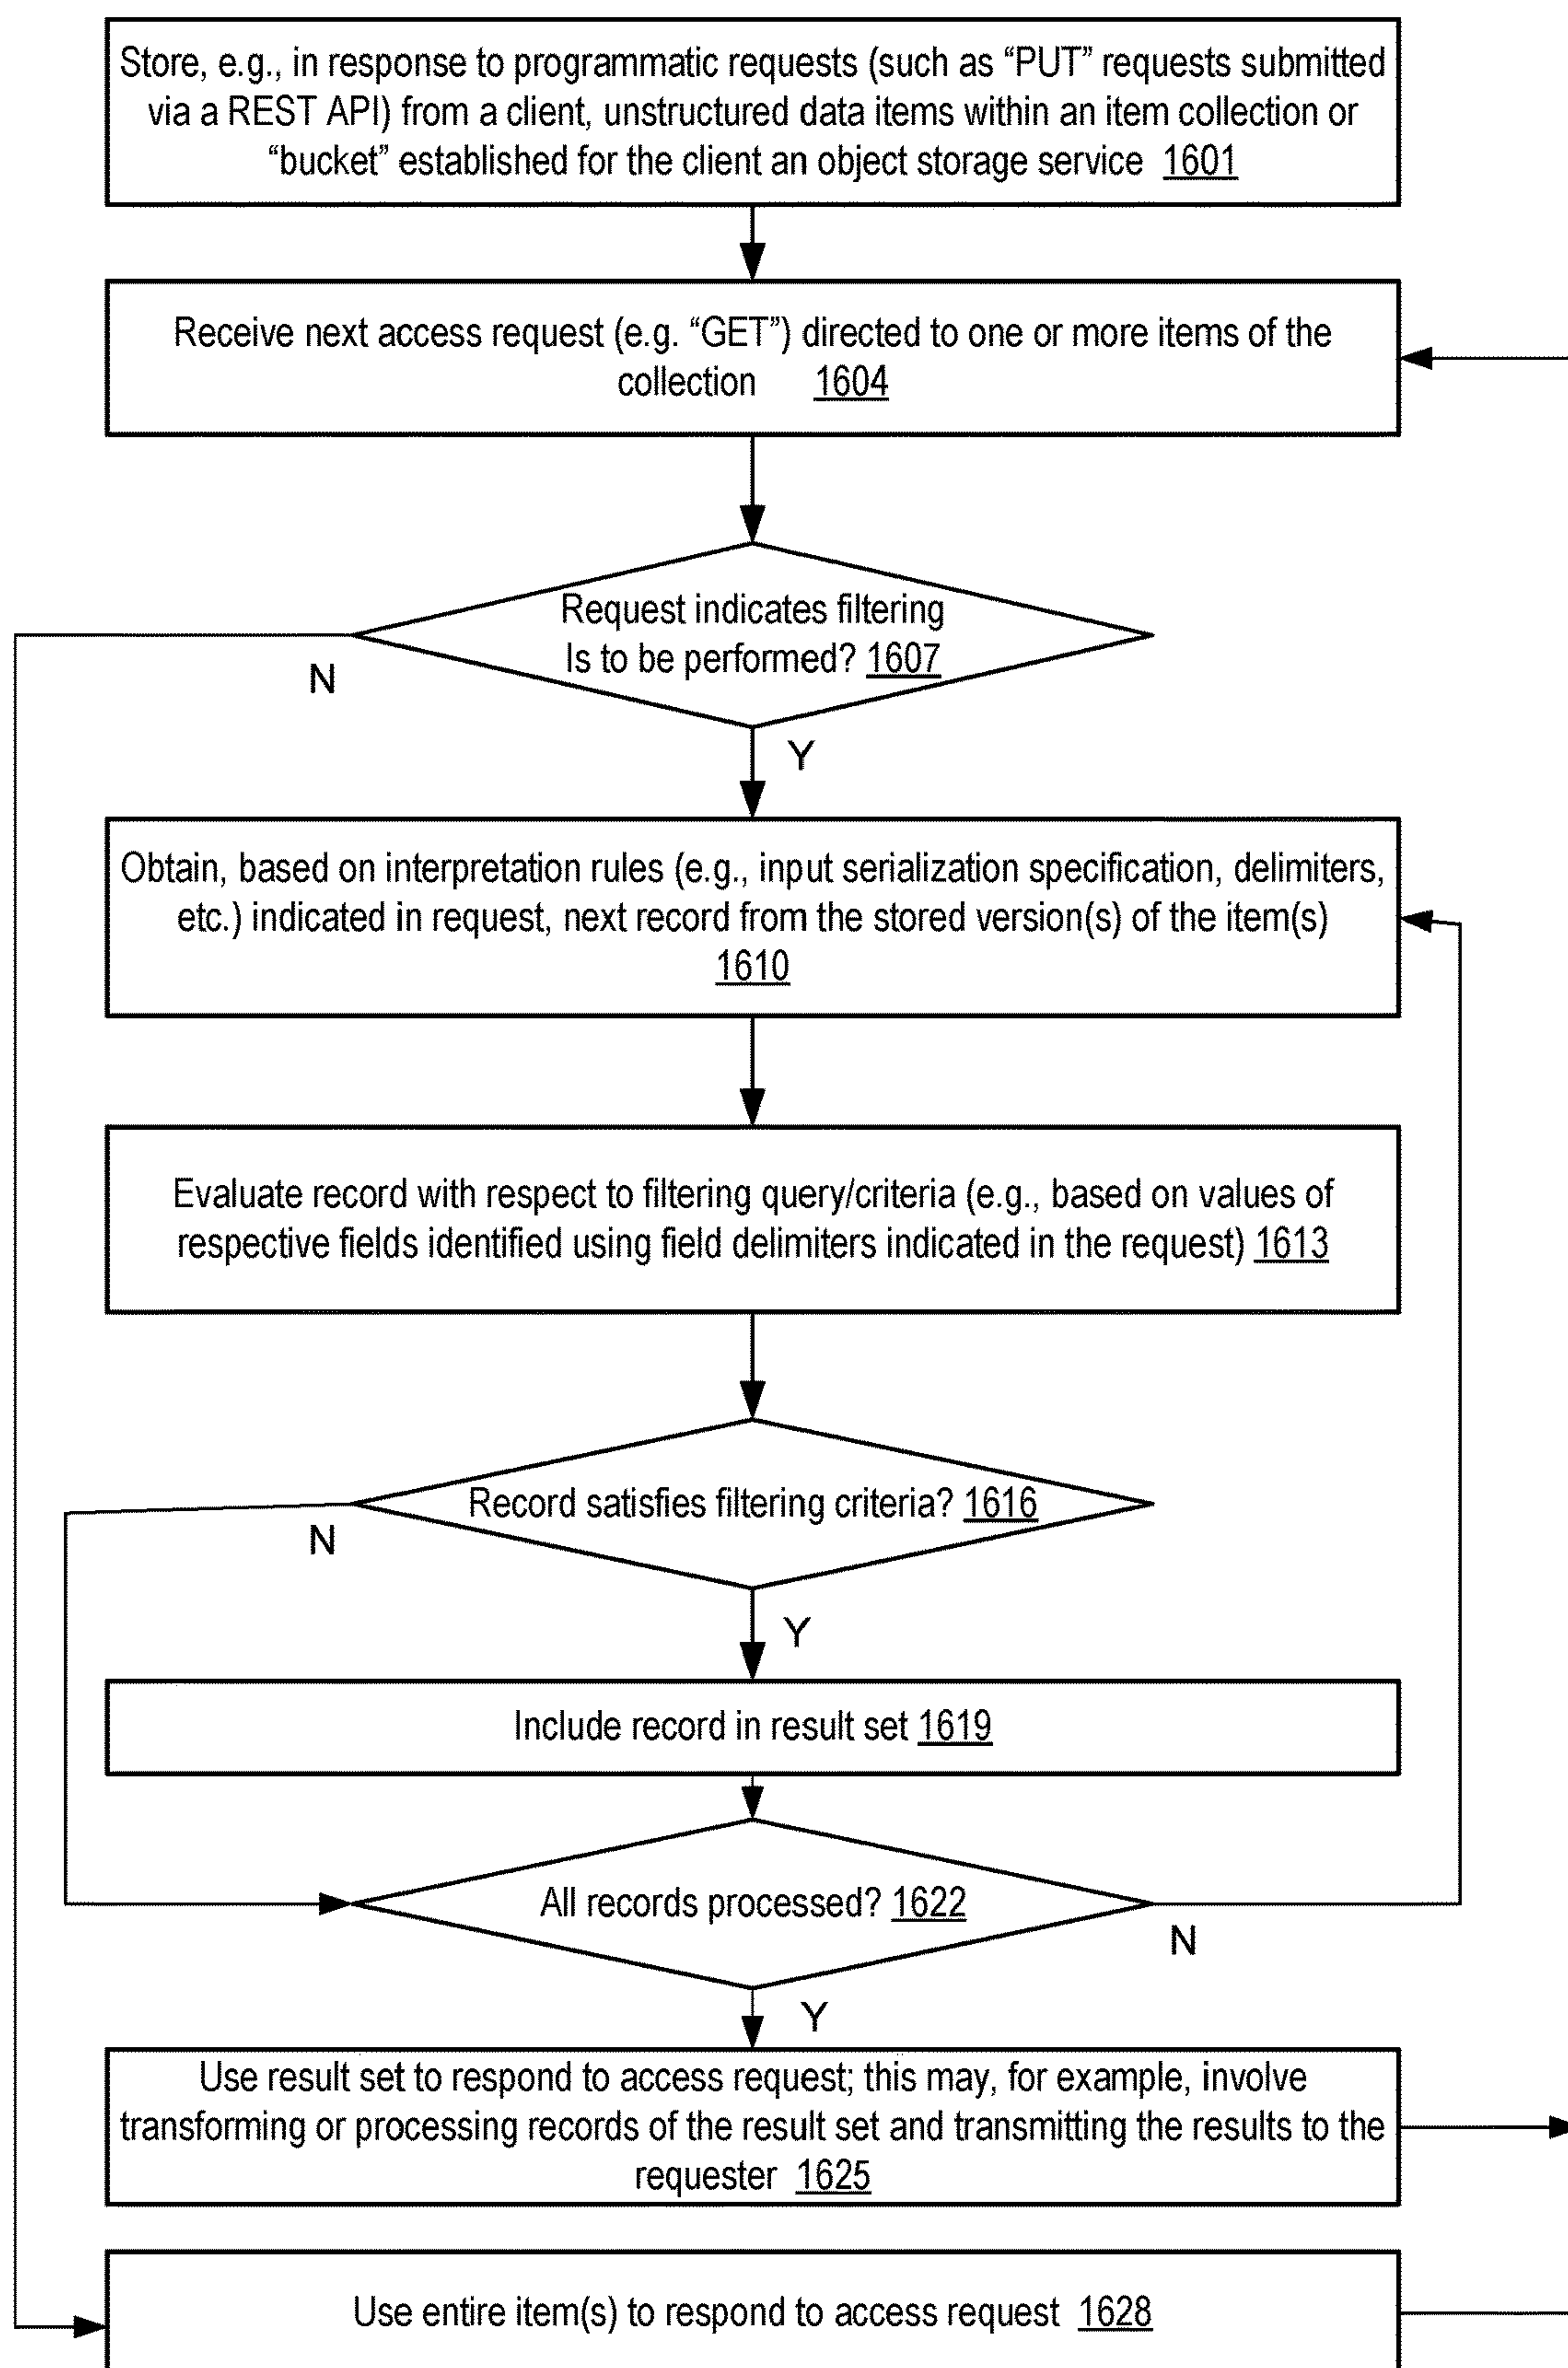 Store, e.g., in response to programmatic requests (such as “PUT” requests submitted
via a REST API) from a client, unstructured data items within an item collection or
“bucket” established for the client an object storage service 1601
Receive next access request (e.g. “GET”) directed to one or more items of the
collection 1604
Request indicates filtering
Is to be performed? 1607
N
Y
Obtain, based on interpretation rules (e.g., input serialization specification, delimiters,
etc.) indicated in request, next record from the stored version(s) of the item(s)
1610
Evaluate record with respect to filtering query/criteria (e.g., based on values of
respective fields identified using field delimiters indicated in the request) 1613
Record satisfies filtering criteria? 1616
N
Y
Include record in result set 1619
All records processed? 1622
N
Y
Use result set to respond to access request; this may, for example, involve
transforming or processing records of the result set and transmitting the results to the
requester 1625
Use entire item(s) to respond to access request 1628